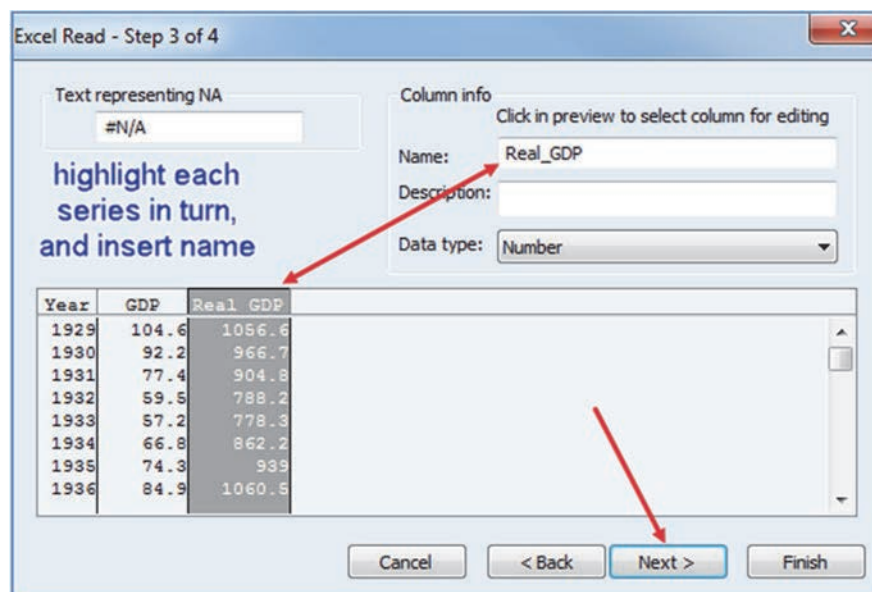 Excel Read - Step 3 of 4
x
Text representing NA
#N/A
highlight each
series in turn,
and insert name
Column info
Click in preview to select column for editing
Name: Real_GDP
Description:
Data type: Number
Year GDP Real GDP
1929 104.6 1056.6
1930 92.2 966.7
1931 77.4 904.8
1932 59.5 788.2
1933 57.2 778.3
1934 66.8 862.2
1935 74.3 939
1936 84.9 1060.5
Cancel < Back Next > Finish